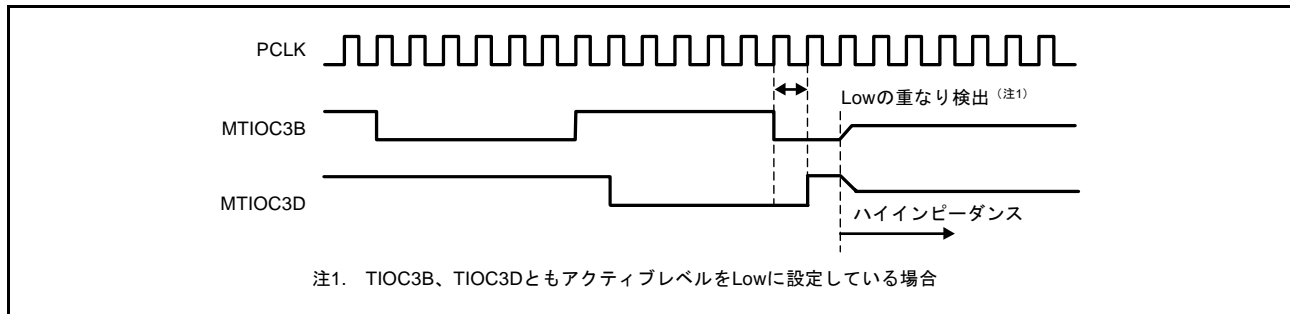 PCLK
Lowの重なり検出（注1）
MTIOC3B
MTIOC3D
ハイインピーダンス
注1. TIOC3B、TIOC3DともアクティブレベルをLowに設定している場合